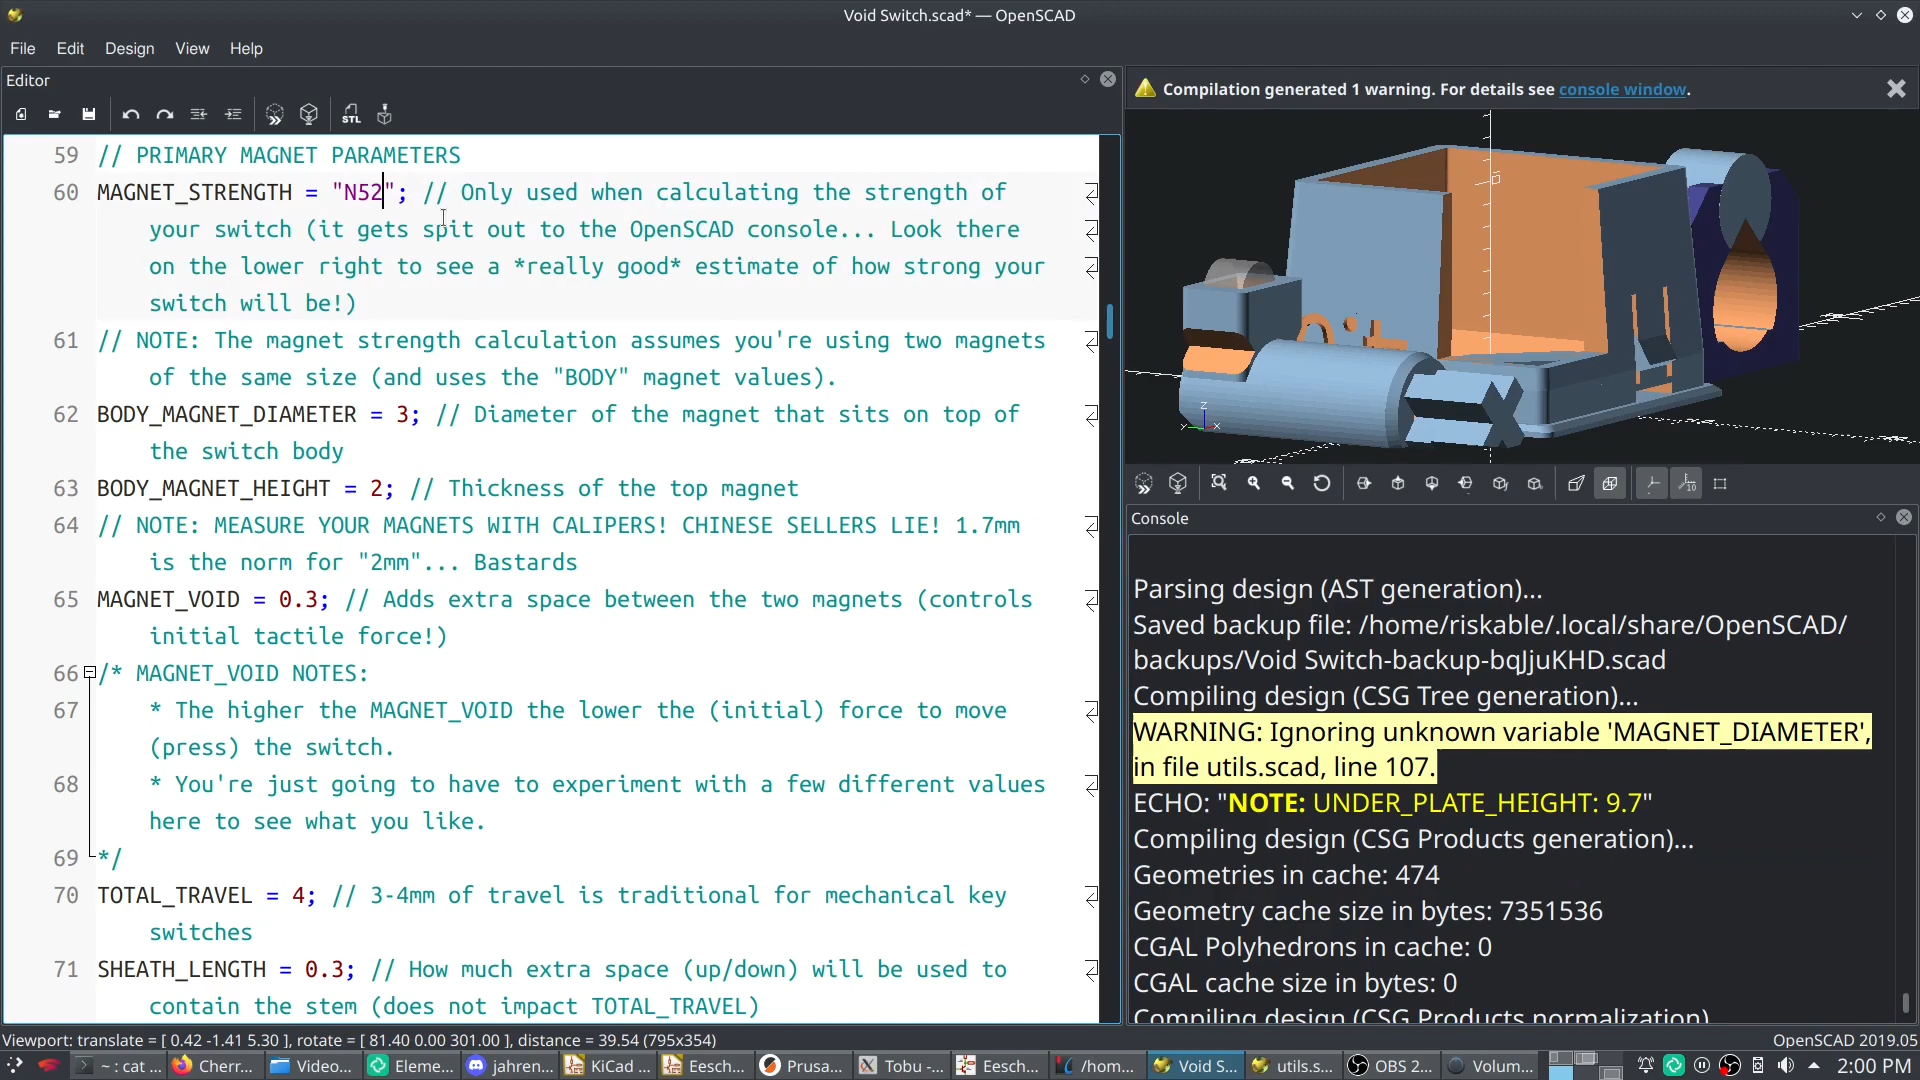 Void Switch.scad* — OpenSCAD
File Edit Design View Help
Editor
STL
59 // PRIMARY MAGNET PARAMETERS
60 MAGNET_STRENGTH = "N52"; // Only used when calculating the strength of
your switch (it gets spit out to the OpenSCAD console... Look there
on the lower right to see a *really good* estimate of how strong your
switch will be!)
61 // NOTE: The magnet strength calculation assumes you're using two magnets
of the same size (and uses the "BODY" magnet values).
62 BODY_MAGNET_DIAMETER = 3; // Diameter of the magnet that sits on top of
the switch body
63 BODY_MAGNET_HEIGHT = 2; // Thickness of the top magnet
64 // NOTE: MEASURE YOUR MAGNETS WITH CALIPERS! CHINESE SELLERS LIE! 1.7mm
is the norm for "2mm"... Bastards
65 MAGNET_VOID = 0.3; // Adds extra space between the two magnets (controls
initial tactile force!)
66 /* MAGNET_VOID NOTES:
67 * The higher the MAGNET_VOID the lower the (initial) force to move
(press) the switch.
68 * You're just going to have to experiment with a few different values
here to see what you like.
69 */
70 TOTAL_TRAVEL = 4; // 3-4mm of travel is traditional for mechanical key
switches
71 SHEATH_LENGTH = 0.3; // How much extra space (up/down) will be used to
contain the stem (does not impact TOTAL_TRAVEL)
Compilation generated 1 warning. For details see console window.
Z
Y X
10
Console
Parsing design (AST generation)...
Saved backup file: /home/riskable/.local/share/OpenSCAD/
backups/Void Switch-backup-bqJjuKHD.scad
Compiling design (CSG Tree generation)...
WARNING: Ignoring unknown variable 'MAGNET_DIAMETER',
in file utils.scad, line 107.
ECHO: "NOTE: UNDER_PLATE_HEIGHT: 9.7"
Compiling design (CSG Products generation)...
Geometries in cache: 474
Geometry cache size in bytes: 7351536
CGAL Polyhedrons in cache: 0
CGAL cache size in bytes: 0
Compiling design (CSG Products normalization)
Viewport: translate = [ 0.42 -1.41 5.30 ], rotate = [ 81.40 0.00 301.00 ], distance = 39.54 (795x354)
OpenSCAD 2019.05
~ : cat ... Cherr... Video... Eleme... jahren... KiCad ... Eesch... Prusa... Tobu -... Eesch... /hom... Void S... utils.s... OBS 2... Volum... 2:00 PM